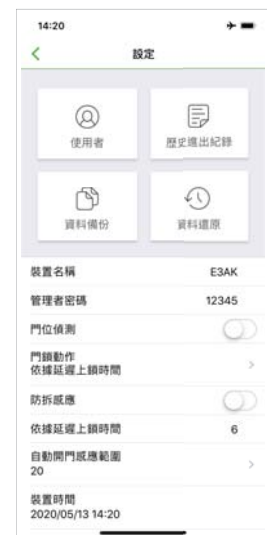 14:20
設定
使用者
歷史進出紀錄
資料備份
資料還原
裝置名稱 E3AK
管理者密碼 12345
門位偵測
門鎖動作
依據延遲上鎖時間
防拆感應
依據延遲上鎖時間 6
自動開門感應範圍
20
裝置時間
2020/05/13 14:20